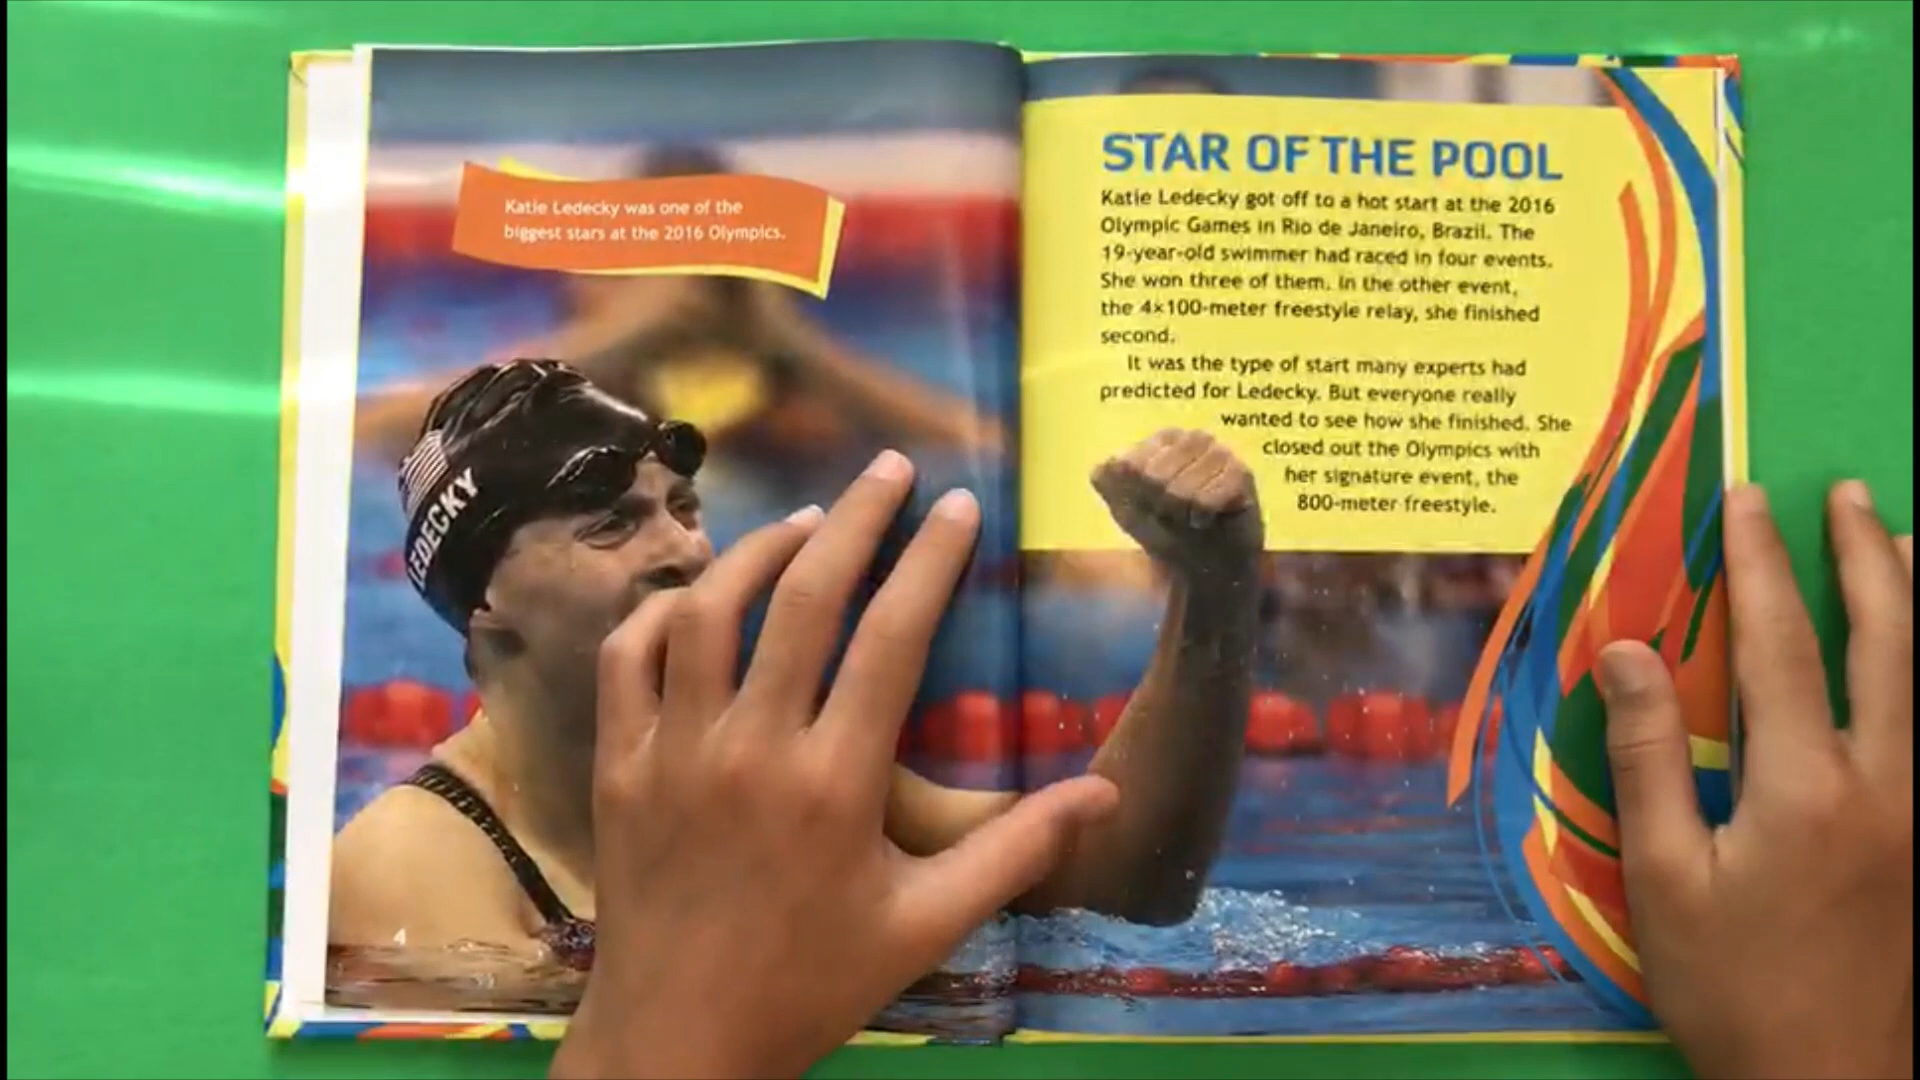 Katie Ledecky was one of the
biggest stars at the 2016 Olympics.
LEDECKY
4
STAR OF THE POOL
Katie Ledecky got off to a hot start at the 2016
Olympic Games in Rio de Janeiro, Brazil. The
19-year-old swimmer had raced in four events.
She won three of them. In the other event,
the 4×100-meter freestyle relay, she finished
second.
It was the type of start many experts had
predicted for Ledecky. But everyone really
wanted to see how she finished. She
closed out the Olympics with
her signature event, the
800-meter freestyle.